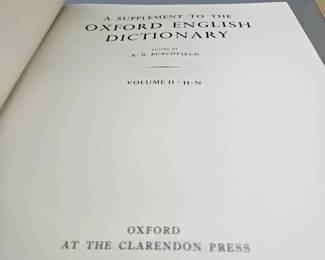 A SUPPLEMENT TO THE
OXFORD ENGLISH
DICTIONARY
EDITED BY
R. W. BURCHFIELD
VOLUME II · H–N
OXFORD
AT THE CLARENDON PRESS